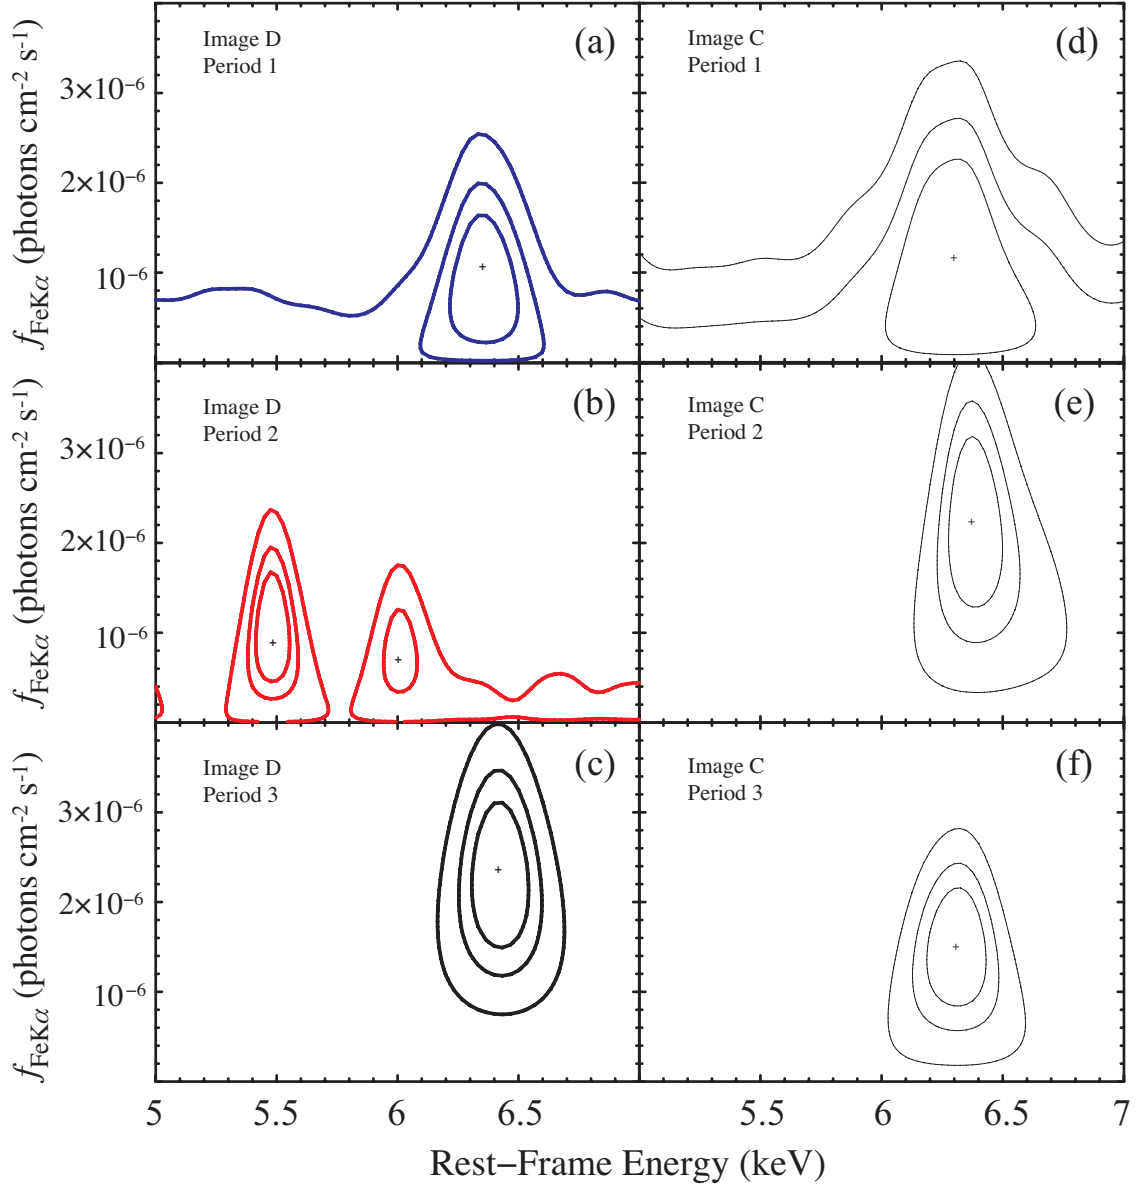 Image D
Period 1
(a)
Image C
Period 1
(d)
3×10⁻⁶
2×10⁻⁶
10⁻⁶
f_FeKα (photons cm⁻² s⁻¹)
Image D
Period 2
(b)
Image C
Period 2
(e)
3×10⁻⁶
2×10⁻⁶
10⁻⁶
f_FeKα (photons cm⁻² s⁻¹)
Image D
Period 3
(c)
Image C
Period 3
(f)
3×10⁻⁶
2×10⁻⁶
10⁻⁶
f_FeKα (photons cm⁻² s⁻¹)
5 5.5 6 6.5 5.5 6 6.5 7
Rest−Frame Energy (keV)